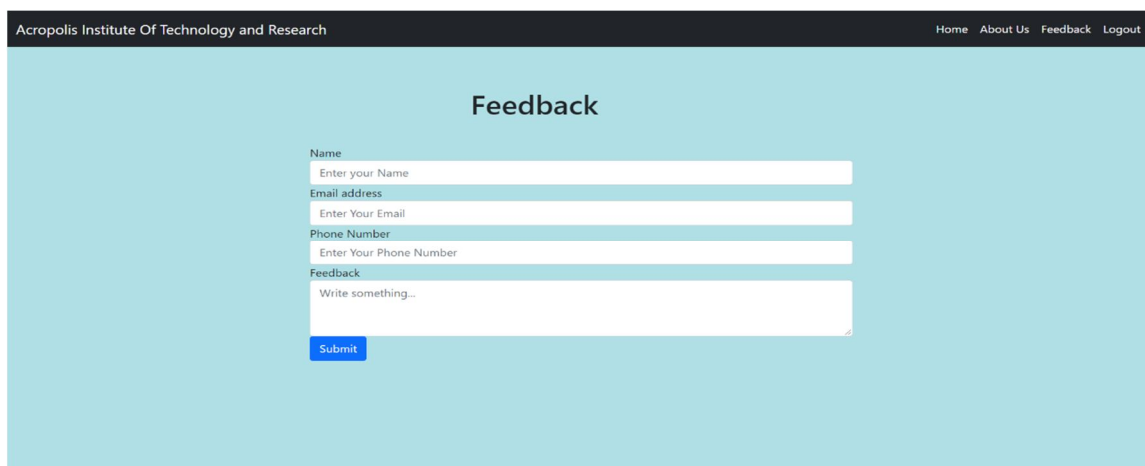 Acropolis Institute Of Technology and Research
Home About Us Feedback Logout
Feedback
Name
Enter your Name
Email address
Enter Your Email
Phone Number
Enter Your Phone Number
Feedback
Write something...
Submit